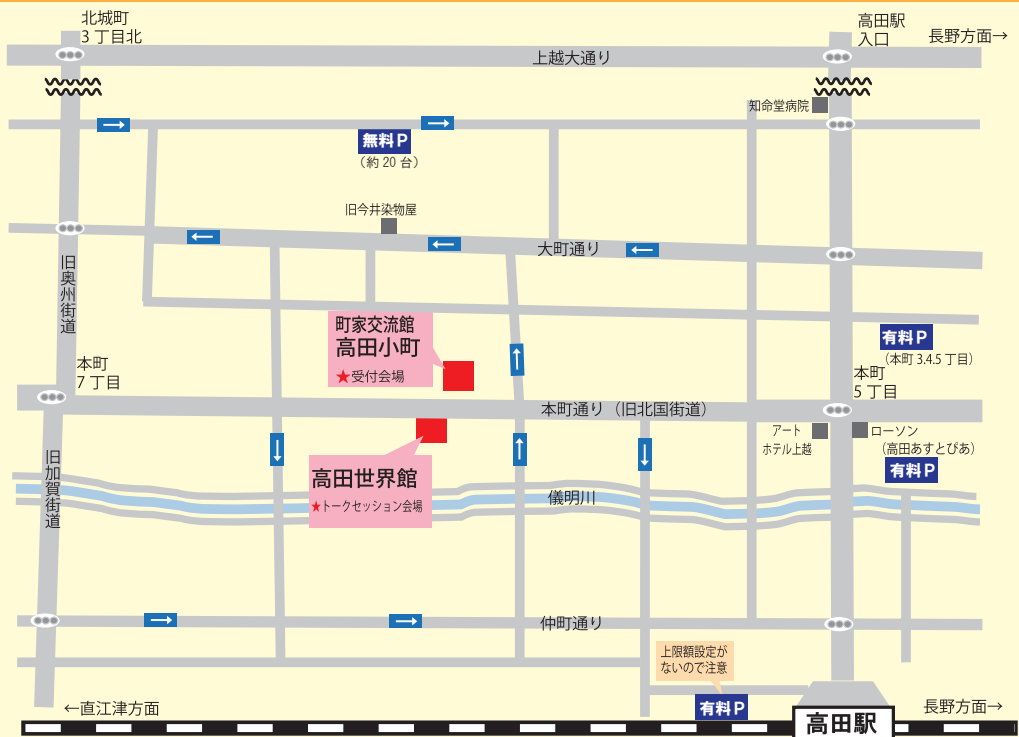 北城町
3 丁目北
高田駅
入口
長野方面→
上越大通り
知命堂病院
無料 P
（約 20 台）
旧今井染物屋
大町通り
旧奥州街道
町家交流館
高田小町
★受付会場
有料 P
（本町 3.4.5 丁目）
本町
7 丁目
本町
5 丁目
本町通り（旧北国街道）
アート
ホテル上越
ローソン
（高田あすとぴあ）
有料 P
旧加賀街道
高田世界館
★トークセッション会場
儀明川
仲町通り
上限額設定が
ないので注意
有料 P
←直江津方面
長野方面→
高田駅